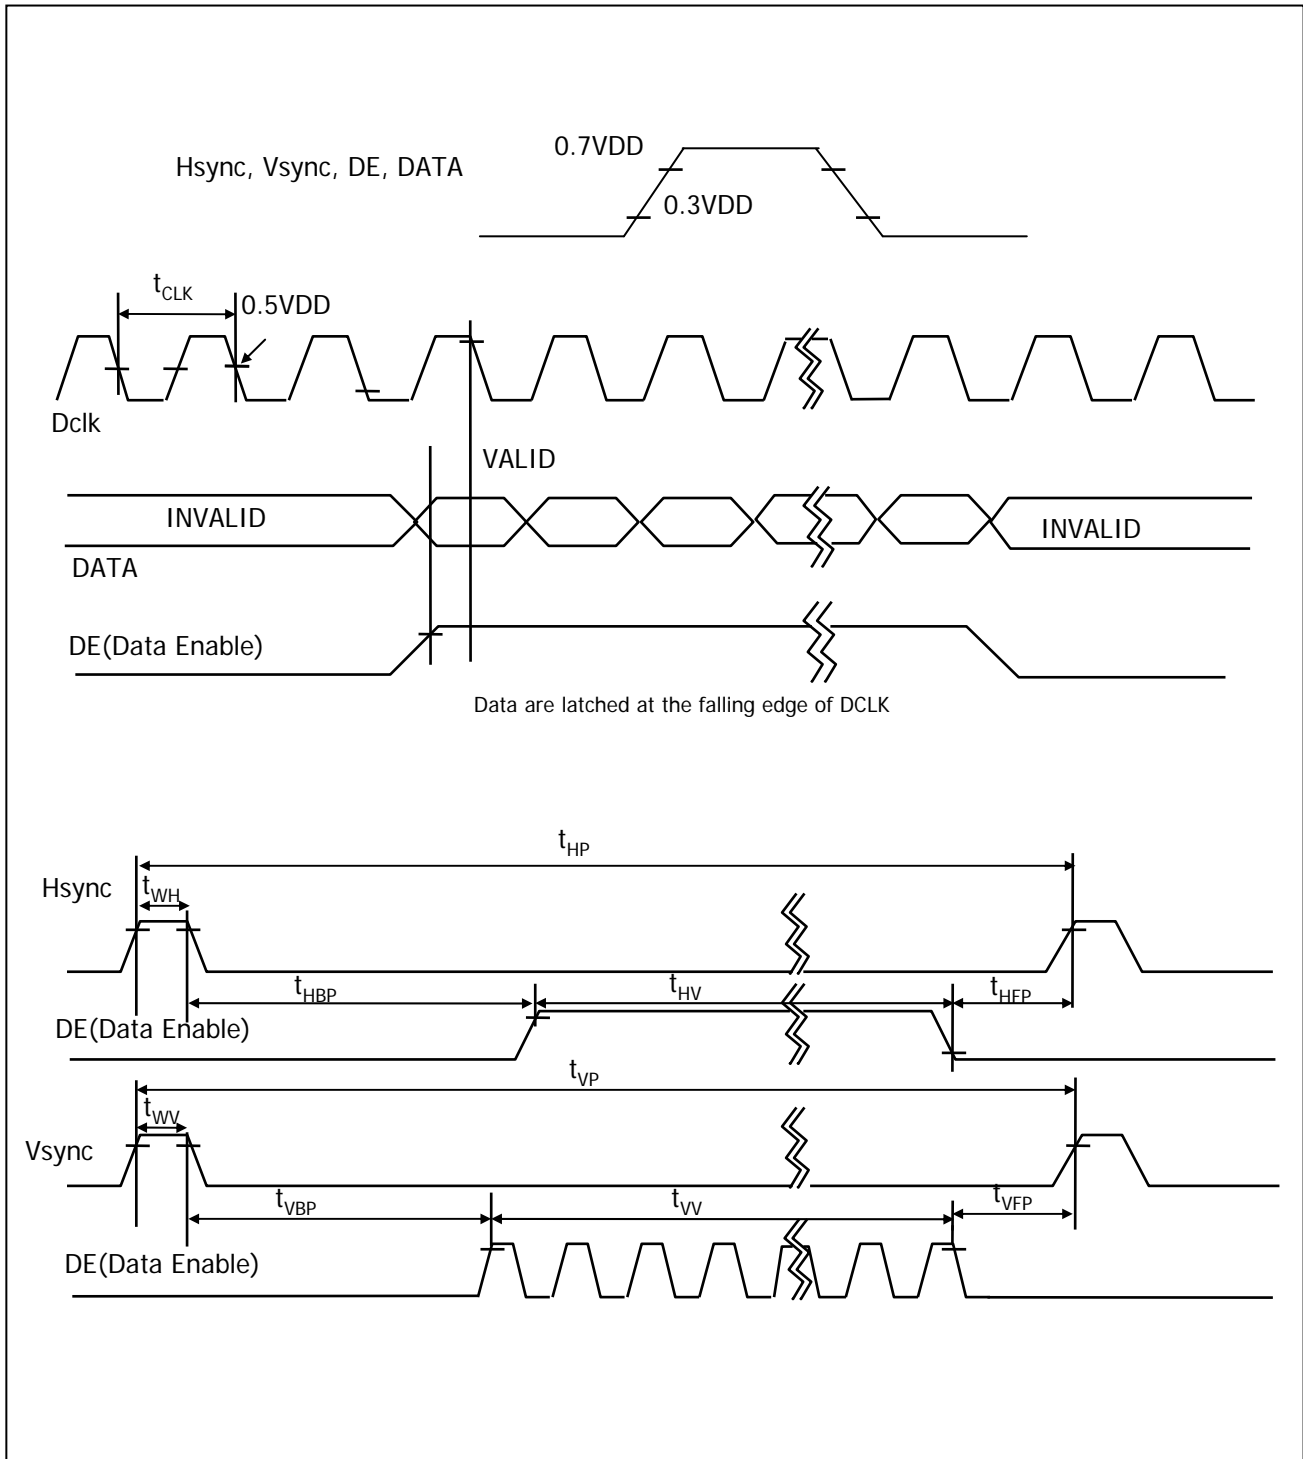 0.7VDD
Hsync, Vsync, DE, DATA
0.3VDD
tCLK
0.5VDD
Dclk
VALID
INVALID
INVALID
DATA
DE(Data Enable)
Data are latched at the falling edge of DCLK
tHP
Hsync
tWH
tHBP
tHV
tHFP
DE(Data Enable)
tVP
tWV
Vsync
tVBP
tVV
tVFP
DE(Data Enable)